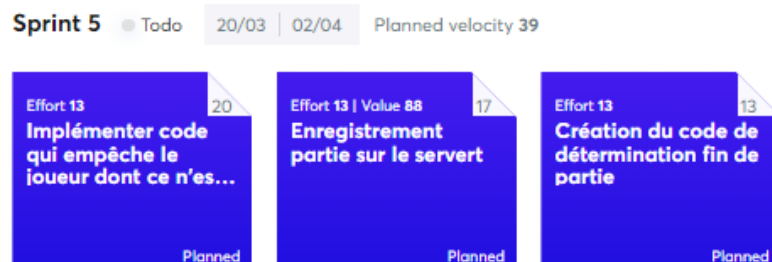 Sprint 5 Todo 20/03 02/04 Planned velocity 39
Effort 13 20
Implémenter code
qui empêche le
joueur dont ce n'es...
Planned
Effort 13 | Value 88 17
Enregistrement
partie sur le servert
Planned
Effort 13 13
Création du code de
détermination fin de
partie
Planned